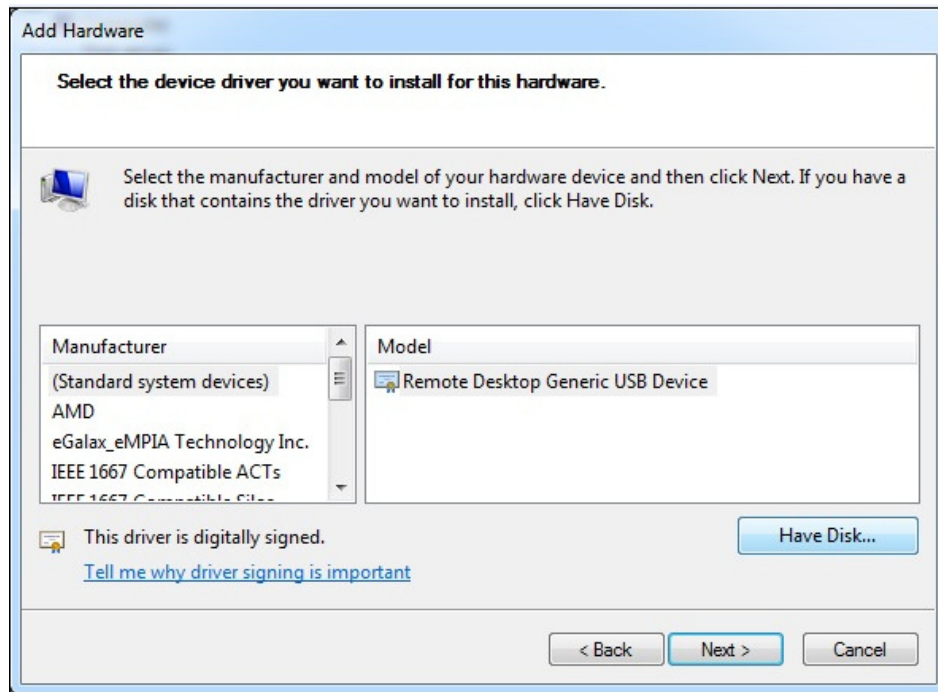 Add Hardware
Select the device driver you want to install for this hardware.
Select the manufacturer and model of your hardware device and then click Next. If you have a
disk that contains the driver you want to install, click Have Disk.
Manufacturer
(Standard system devices)
AMD
eGalax_eMPIA Technology Inc.
IEEE 1667 Compatible ACTs
IEEE 1667 Compatible Silos
Model
Remote Desktop Generic USB Device
This driver is digitally signed.
Have Disk...
Tell me why driver signing is important
< Back
Next >
Cancel